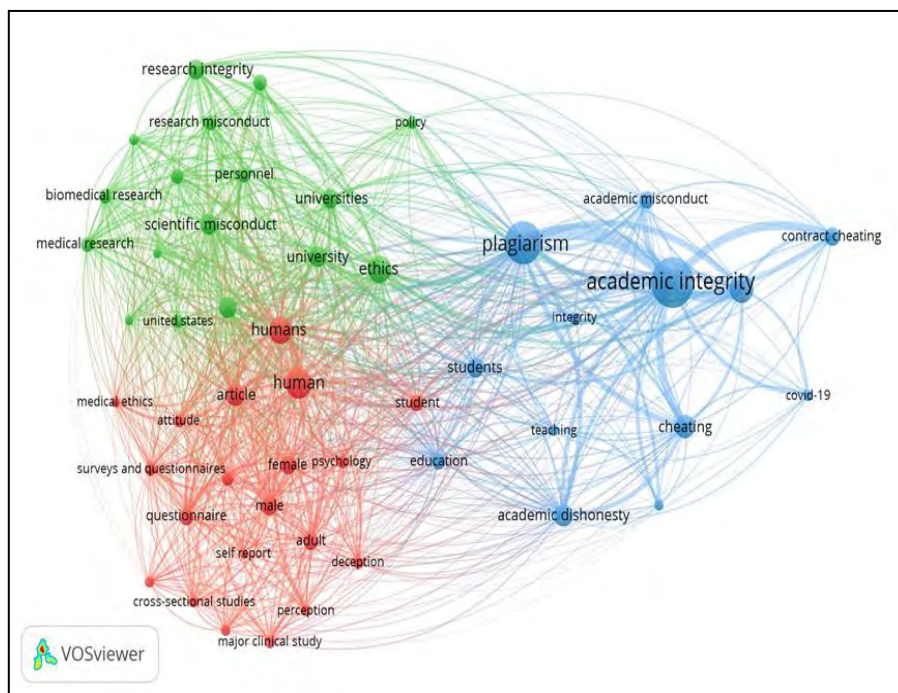 research integrity
research misconduct
policy
personnel
biomedical research
universities
academic misconduct
scientific misconduct
plagiarism
contract cheating
medical research
university
ethics
academic integrity
united states
humans
integrity
students
human
article
student
medical ethics
covid-19
attitude
teaching
cheating
surveys and questionnaires
female
psychology
education
male
questionnaire
academic dishonesty
adult
self report
deception
cross-sectional studies
perception
major clinical study
VOSviewer